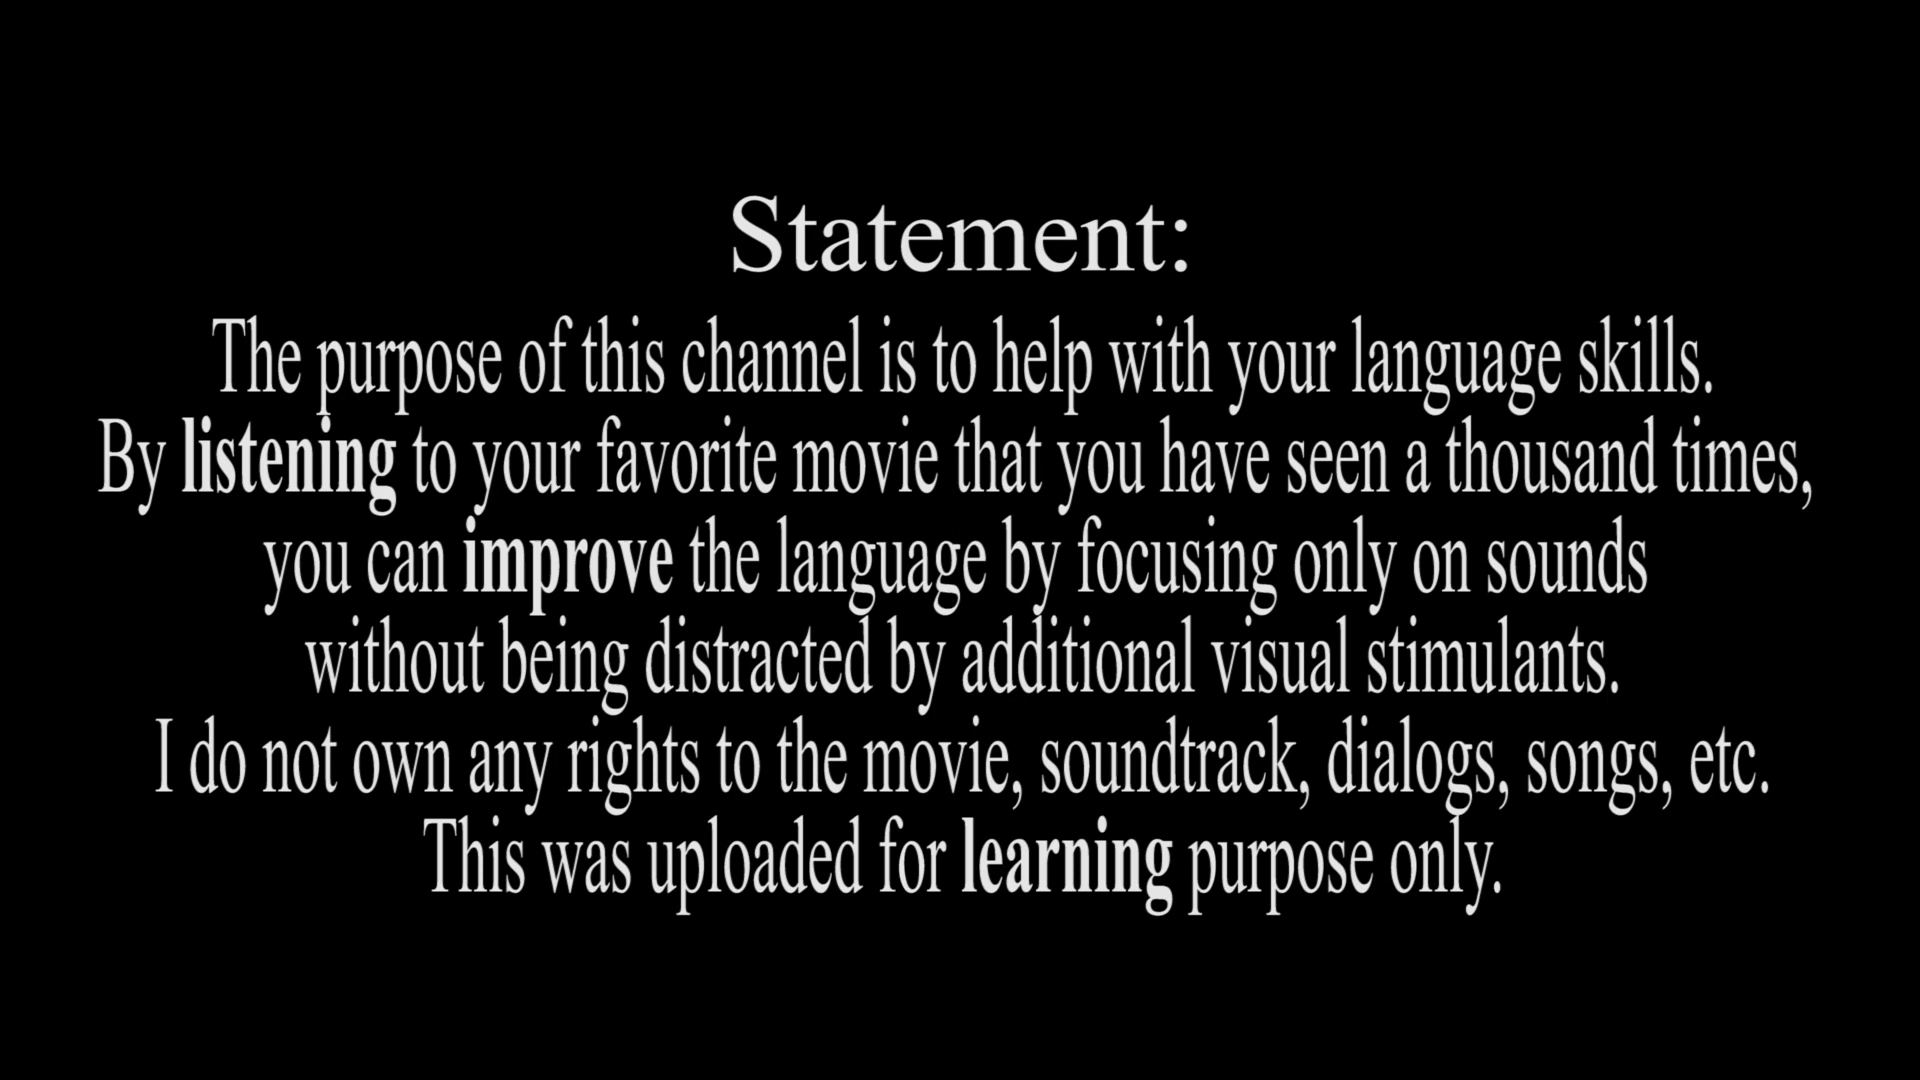 Statement:
The purpose of this channel is to help with your language skills.
By listening to your favorite movie that you have seen a thousand times,
you can improve the language by focusing only on sounds
without being distracted by additional visual stimulants.
I do not own any rights to the movie, soundtrack, dialogs, songs, etc.
This was uploaded for learning purpose only.